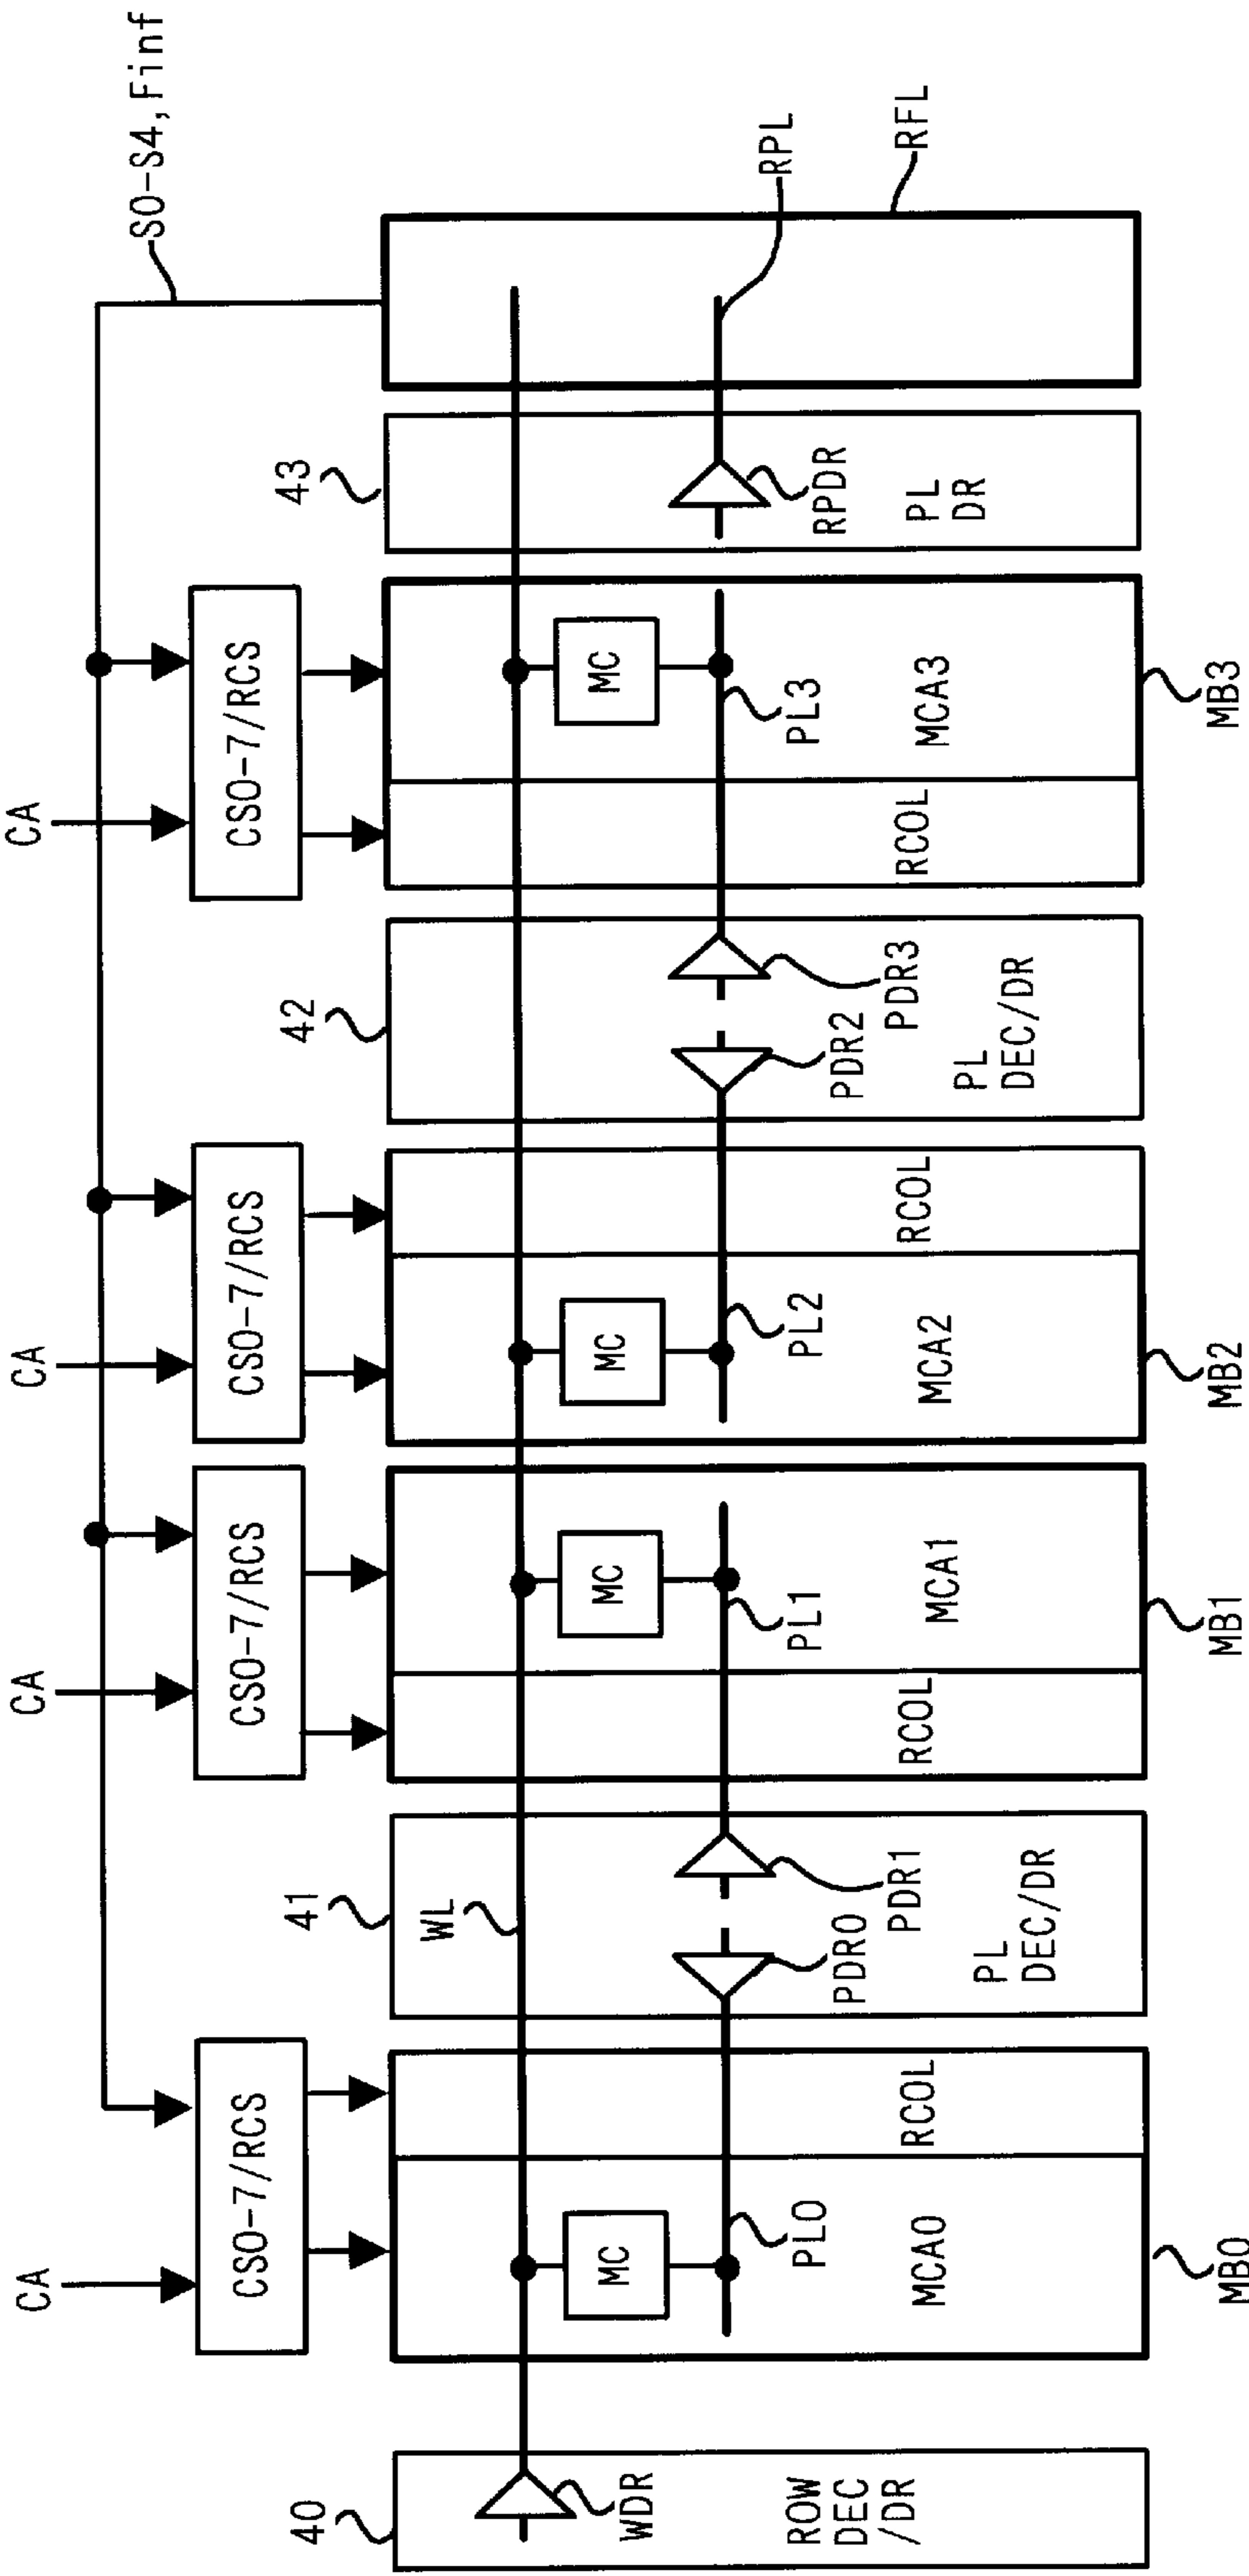 CA
CA
CA
CA
S0-S4,Finf
CS0-7/RCS
CS0-7/RCS
CS0-7/RCS
CS0-7/RCS
40
41
42
43
WL
MC
MC
MC
MC
WDR
PL0
PDR0
PDR1
PL1
PL2
PDR2
PDR3
PL3
RPDR
RPL
RFL
ROW
DEC
/DR
MCA0
RCOL
PL
DEC/DR
RCOL
MCA1
MCA2
RCOL
PL
DEC/DR
RCOL
MCA3
PL
DR
MB0
MB1
MB2
MB3